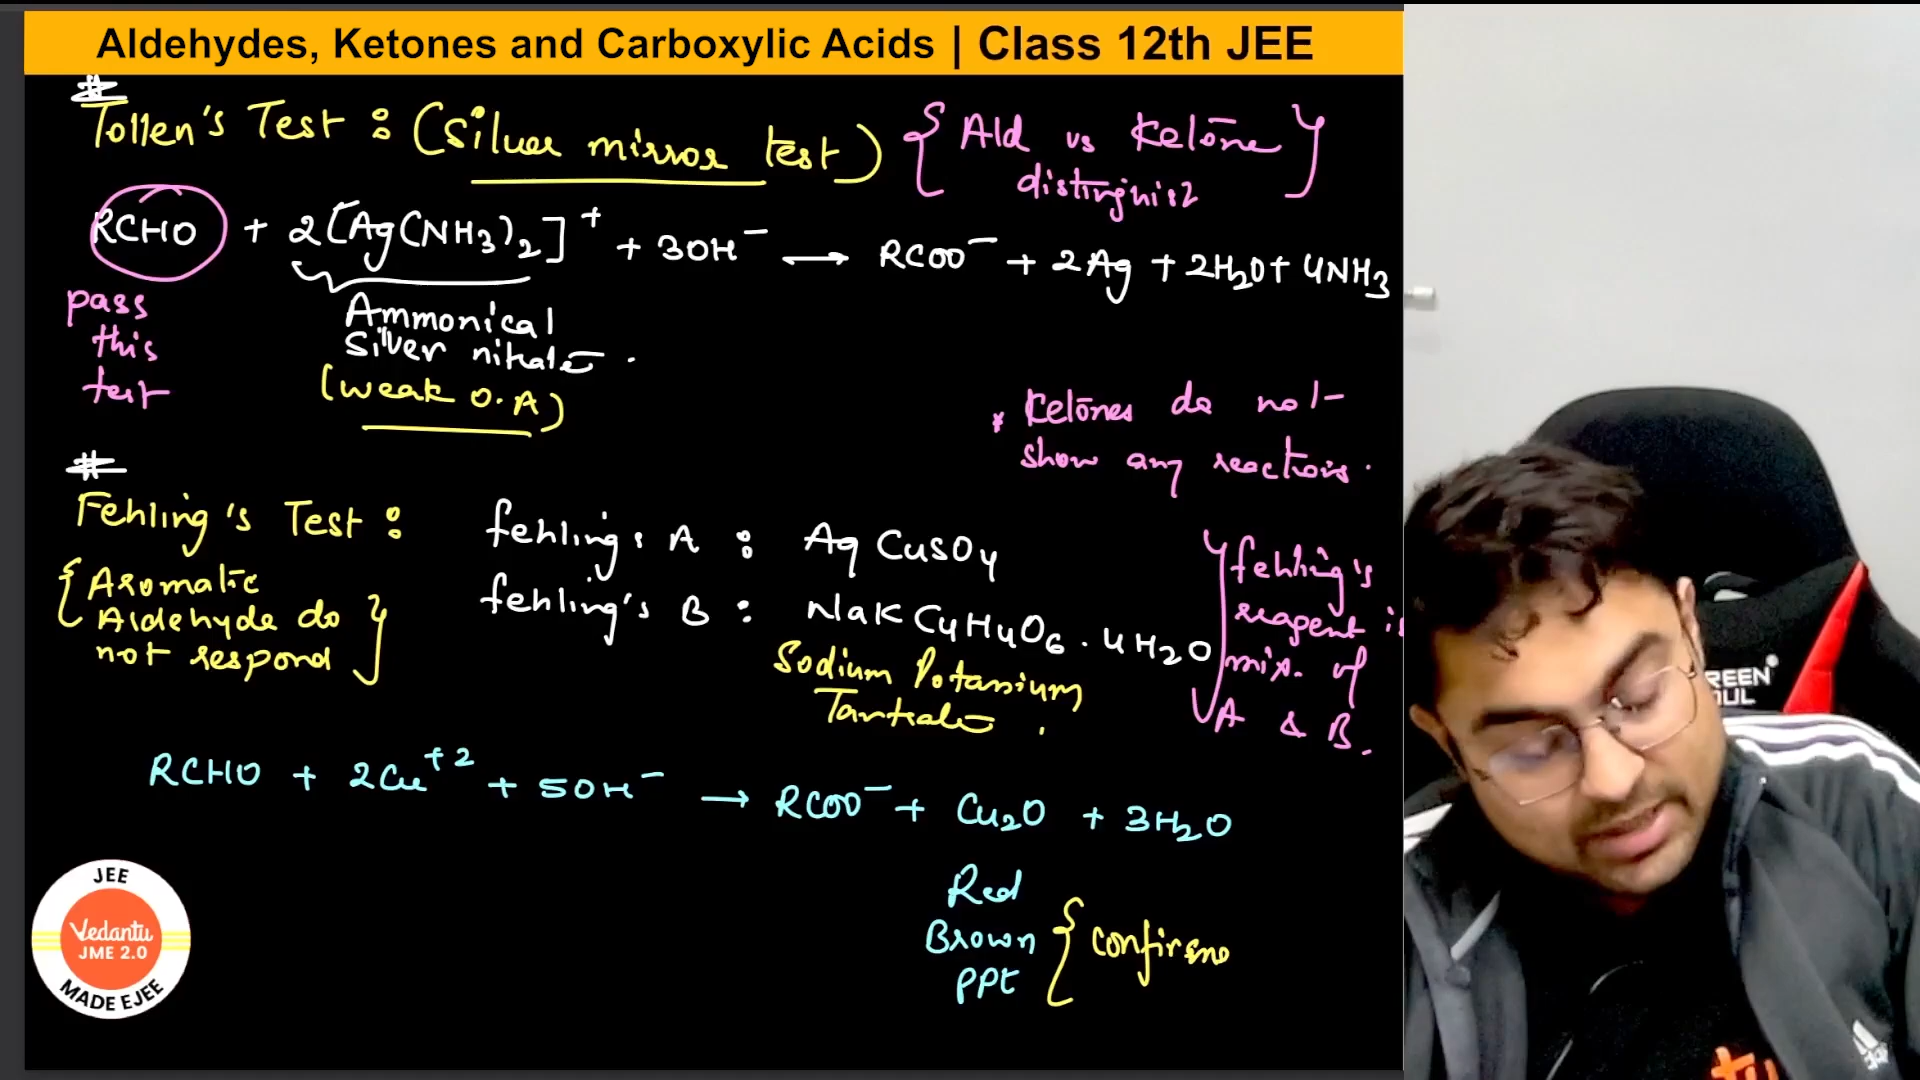 Aldehydes, Ketones and Carboxylic Acids | Class 12th JEE
#
Tollen's Test : (Silver mirror test) { Ald vs Ketone
distinguish }
RCHO + 2[Ag(NH3)2]+ + 3OH− ⟶ RCOO− + 2Ag + 2H2O + 4NH3
pass
this
test
Ammonical
Silver nitrate .
(weak O.A)
* Ketones do not
show any reactions.
#
Fehling's Test :
{ Aromatic
Aldehyde do
not respond }
fehling's A : Aq CuSO4
fehling's B : NaK C4H4O6 . 4H2O
Sodium Potassium
Tartrate .
fehling's
reagent is
mix. of
A & B.
RCHO + 2Cu+2 + 5OH− → RCOO− + Cu2O + 3H2O
Red
Brown
PPt
{ confirm
JEE
Vedantu
JME 2.0
MADE EJEE